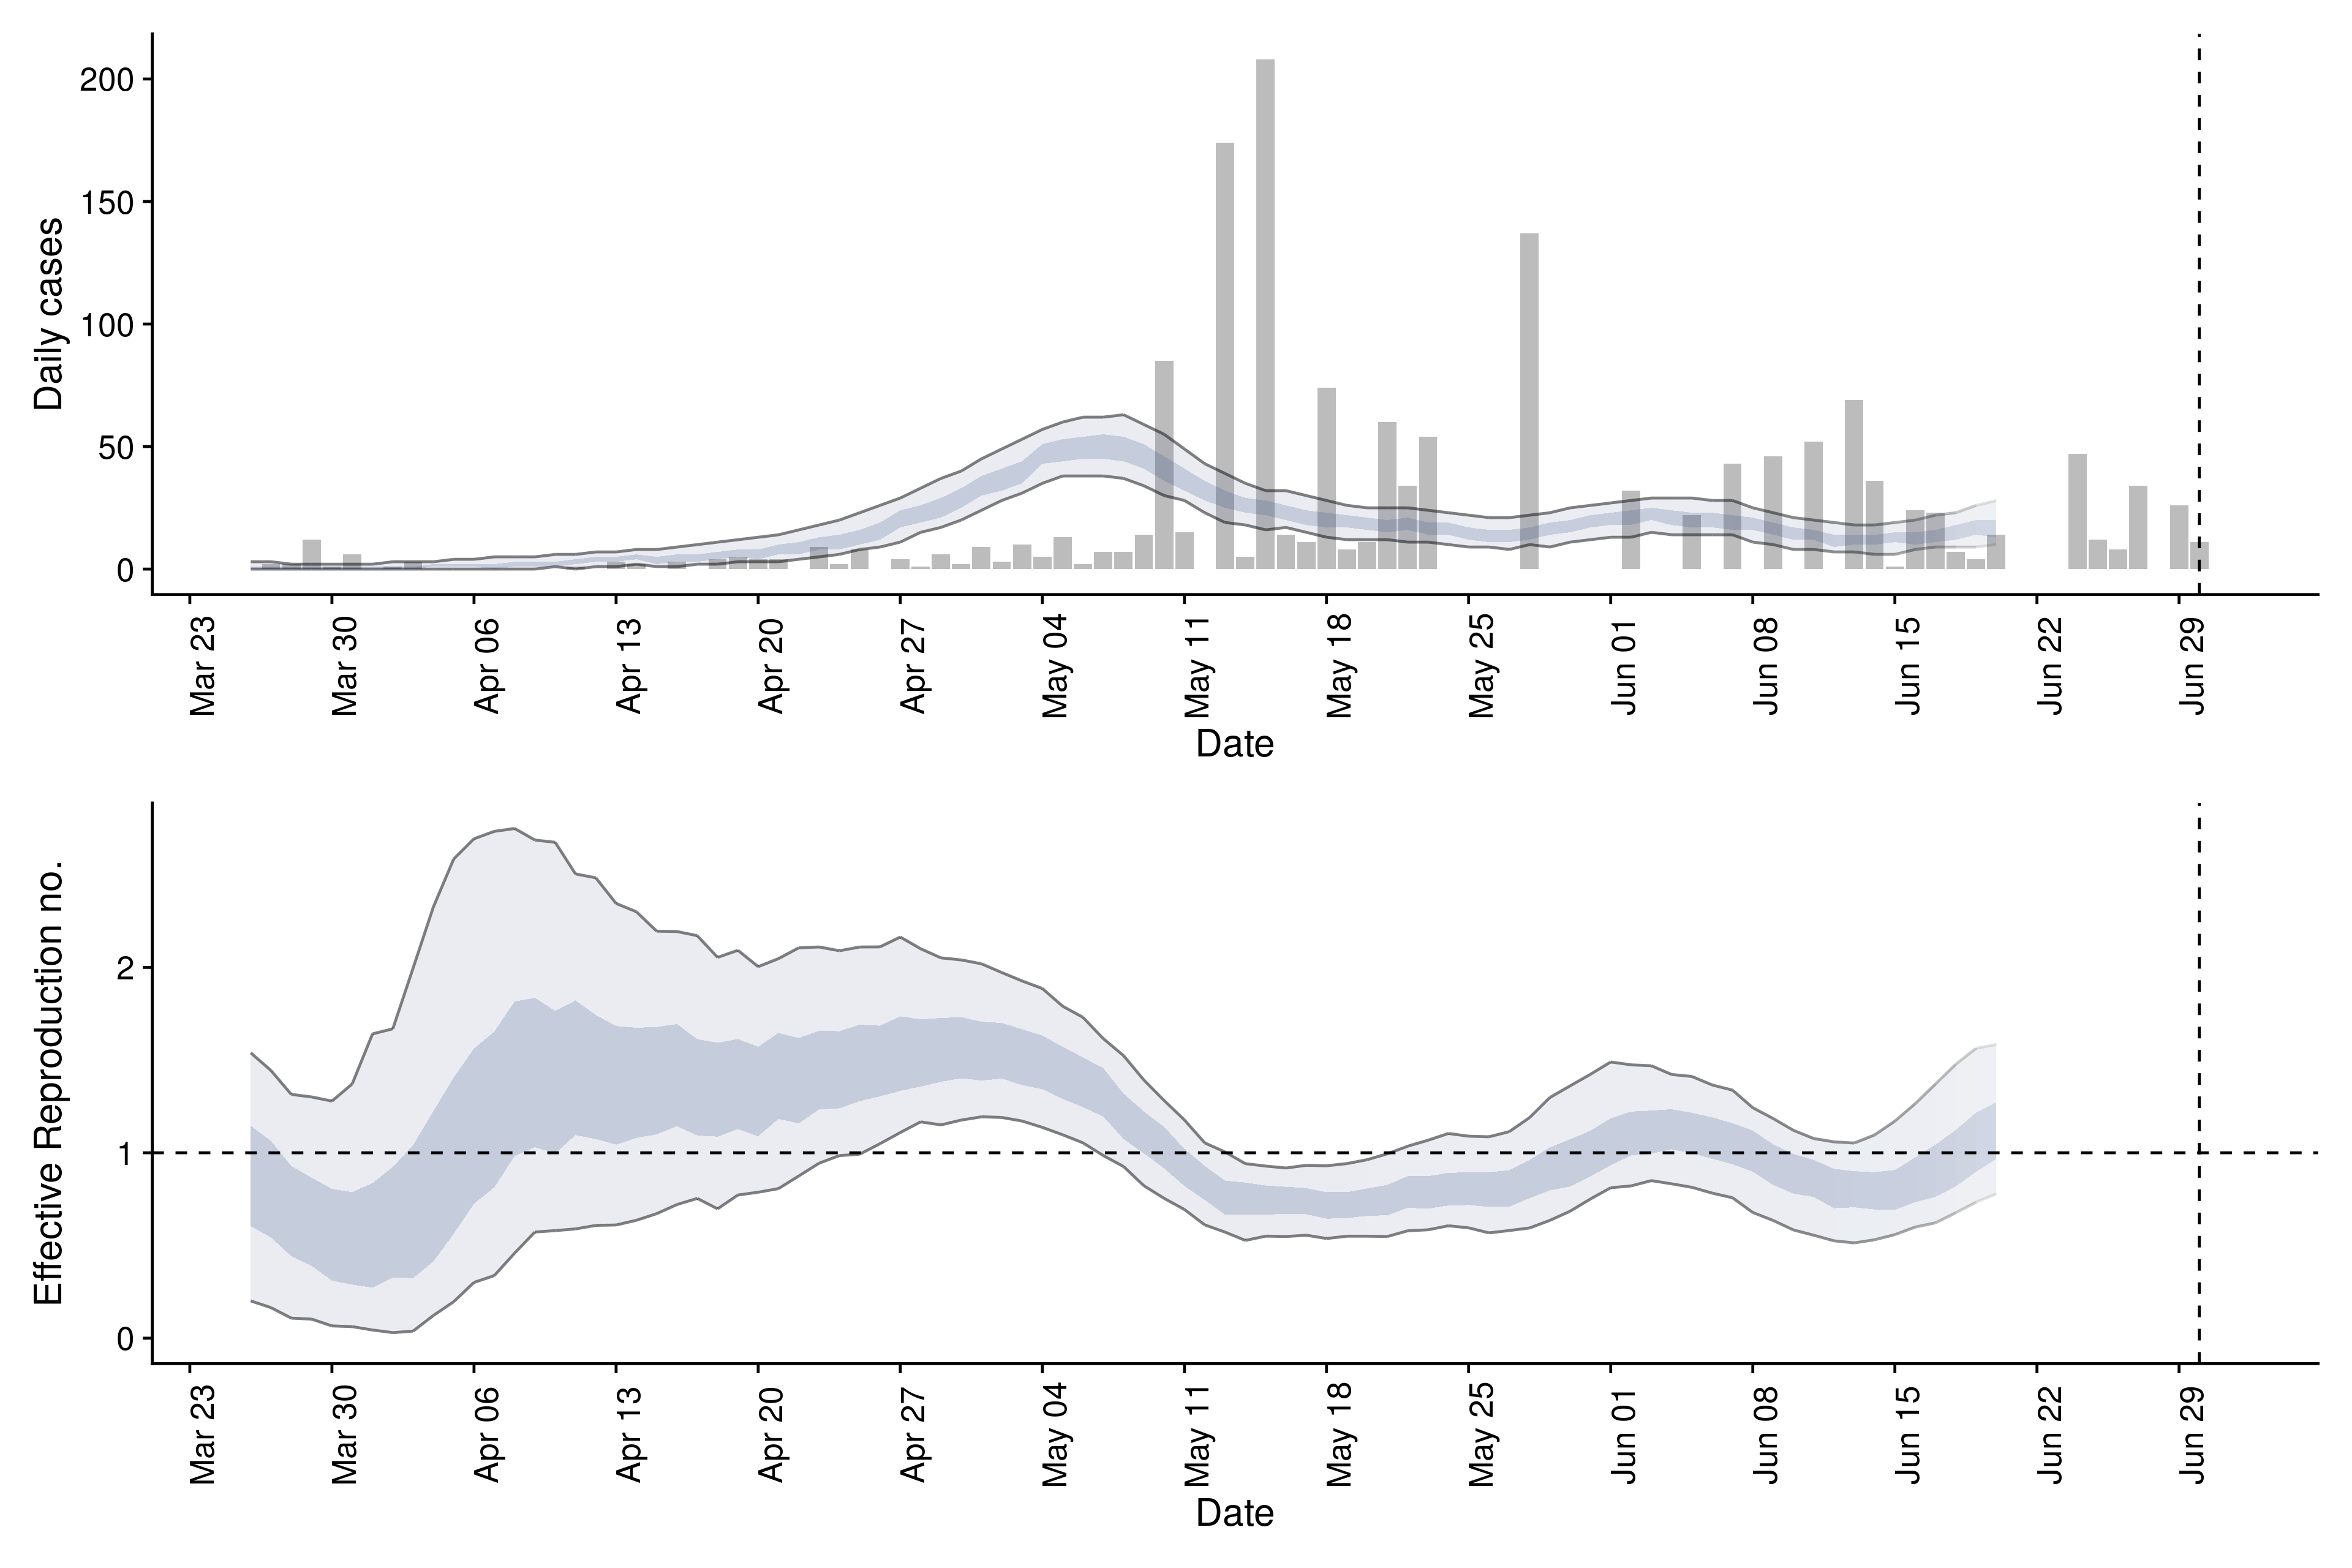 Daily cases
200
150
100
50
0
Mar 23
Mar 30
Apr 06
Apr 13
Apr 20
Apr 27
May 04
May 11
May 18
May 25
Jun 01
Jun 08
Jun 15
Jun 22
Jun 29
Date
Effective Reproduction no.
2
1
0
Mar 23
Mar 30
Apr 06
Apr 13
Apr 20
Apr 27
May 04
May 11
May 18
May 25
Jun 01
Jun 08
Jun 15
Jun 22
Jun 29
Date